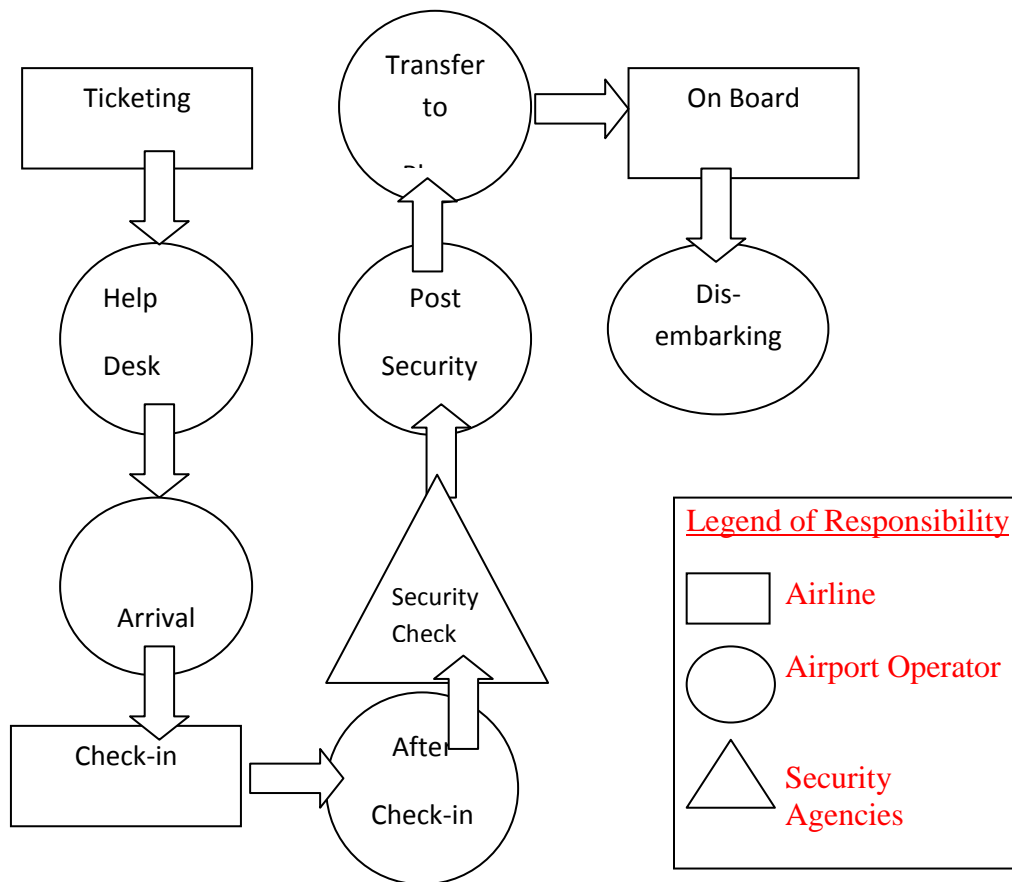 Ticketing
Help
Desk
Arrival
Check-in
After
Check-in
Security
Check
Post
Security
Transfer
to
On Board
Dis-
embarking
Legend of Responsibility
Airline
Airport Operator
Security
Agencies